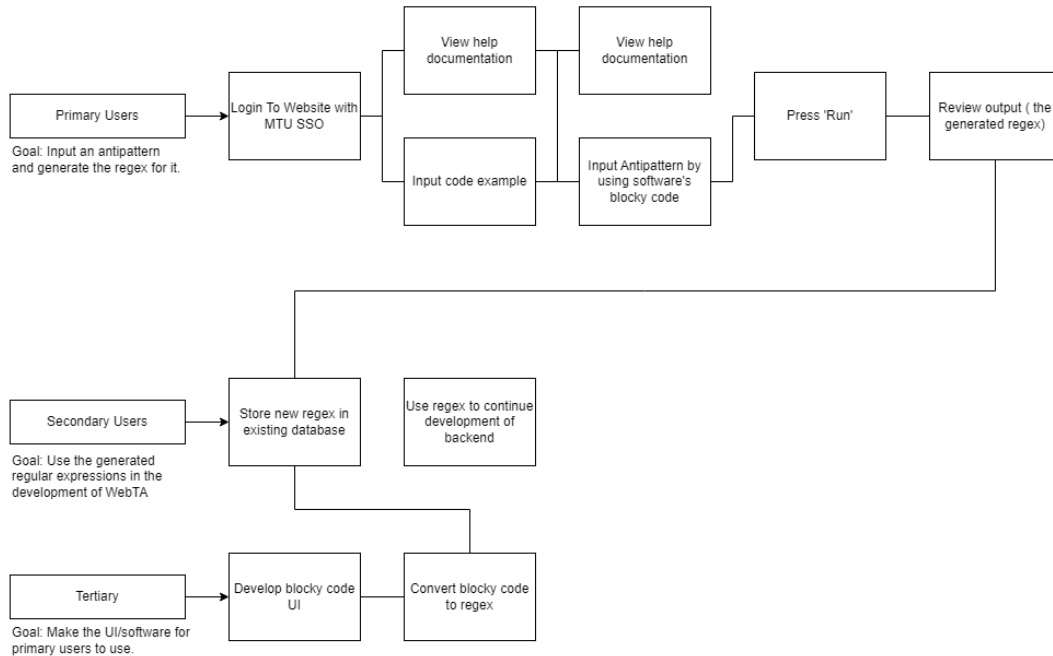 View help
documentation
View help
documentation
Primary Users
Login To Website with
MTU SSO
Press 'Run'
Review output ( the
generated regex)
Goal: Input an antipattern
and generate the regex for it.
Input code example
Input Antipattern by
using software's
blocky code
Secondary Users
Store new regex in
existing database
Use regex to continue
development of
backend
Goal: Use the generated
regular expressions in the
development of WebTA
Tertiary
Develop blocky code
UI
Convert blocky code
to regex
Goal: Make the UI/software for
primary users to use.